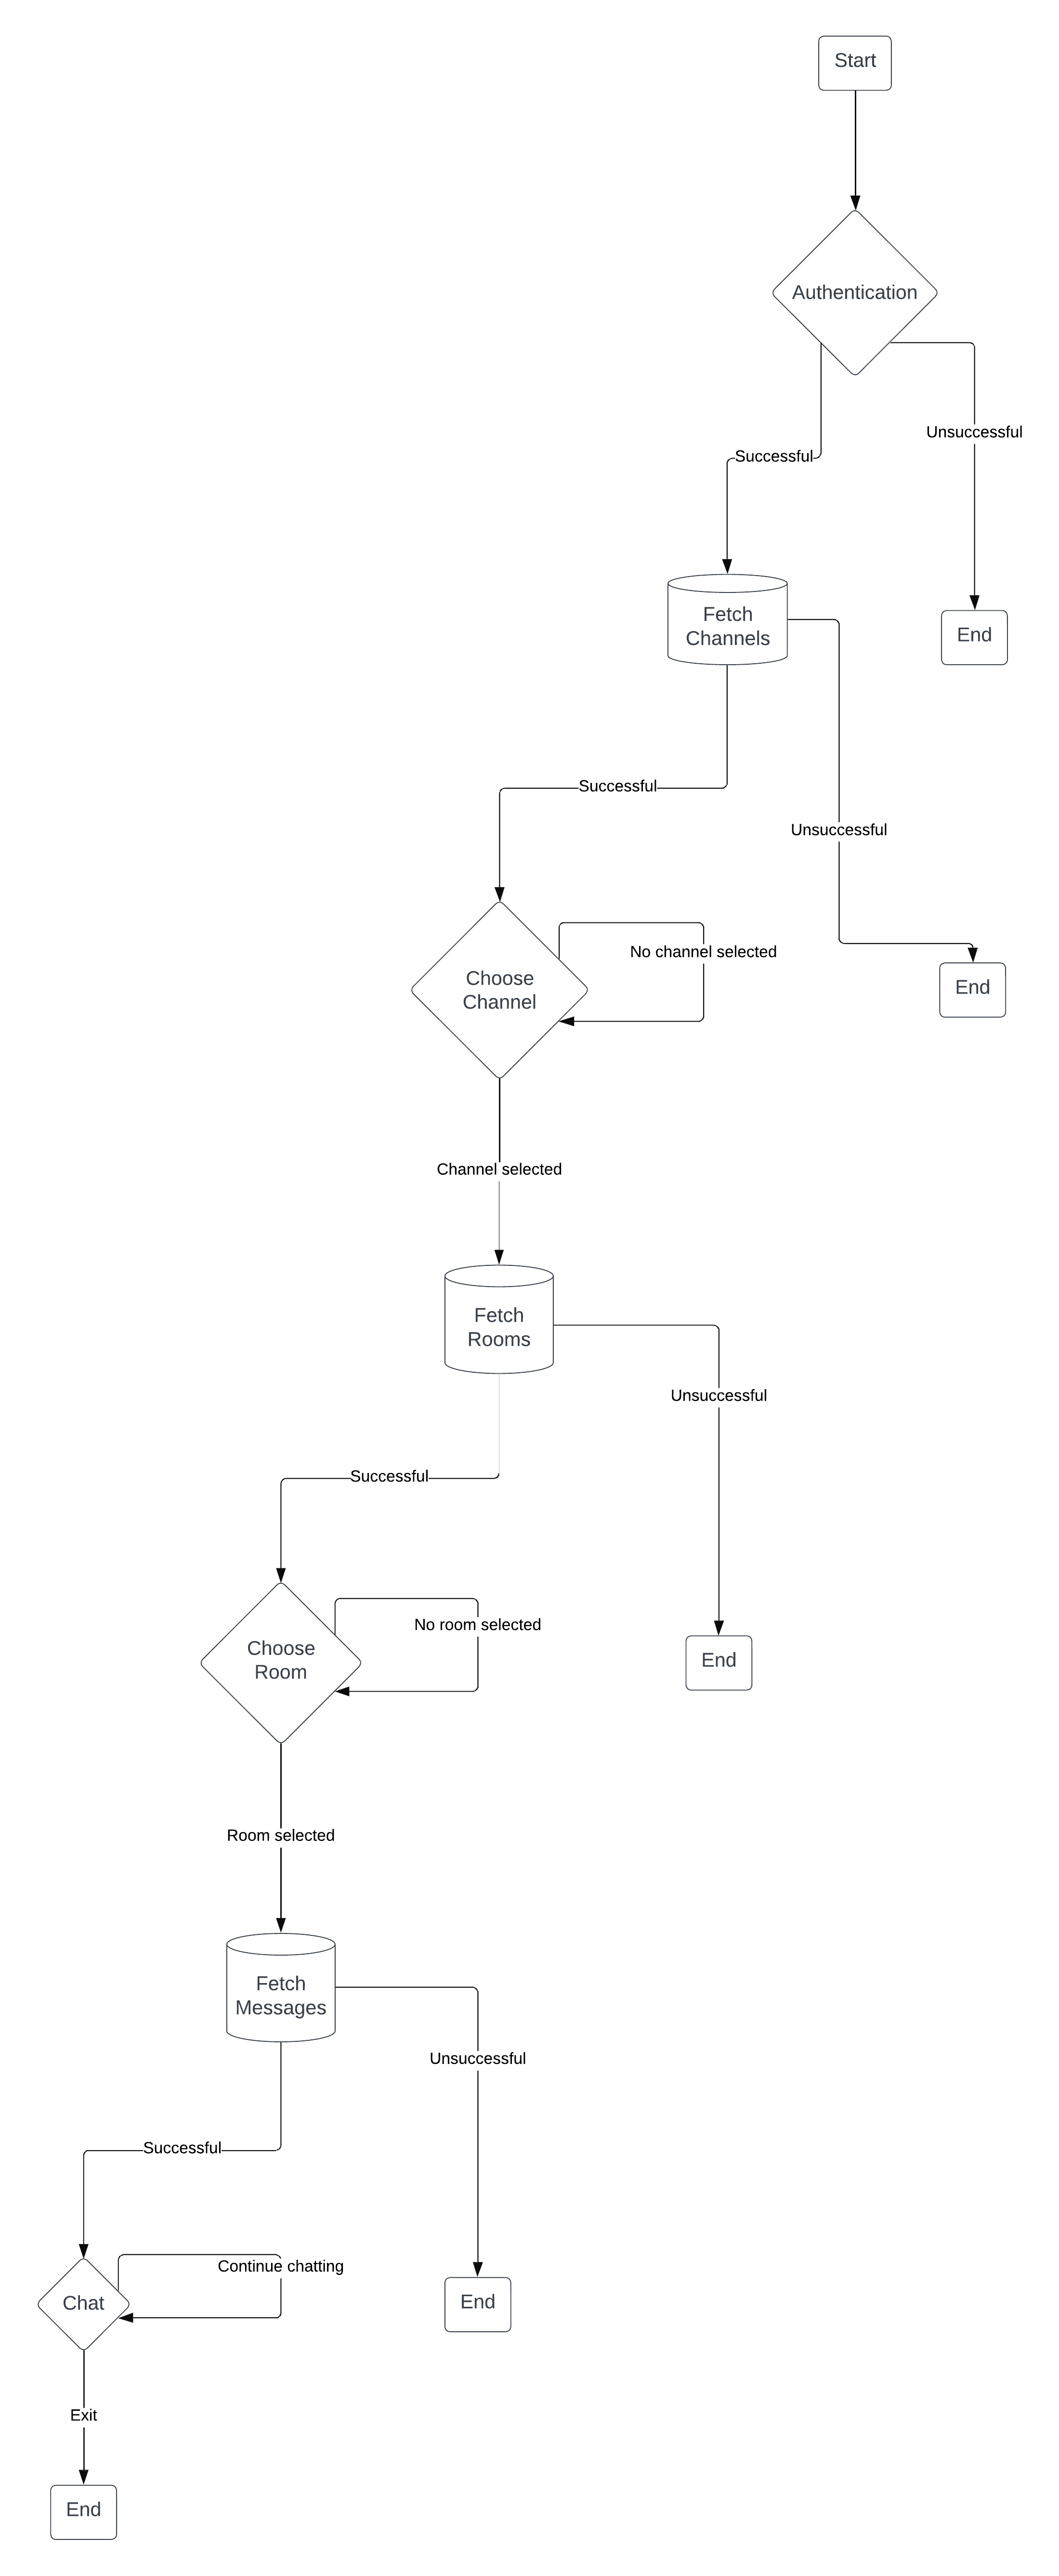 Start
Authentication
Unsuccessful
Successful
Fetch
Channels
End
Successful
Unsuccessful
No channel selected
Choose
Channel
End
Channel selected
Fetch
Rooms
Unsuccessful
Successful
No room selected
Choose
Room
End
Room selected
Fetch
Messages
Unsuccessful
Successful
Continue chatting
Chat
End
Exit
End